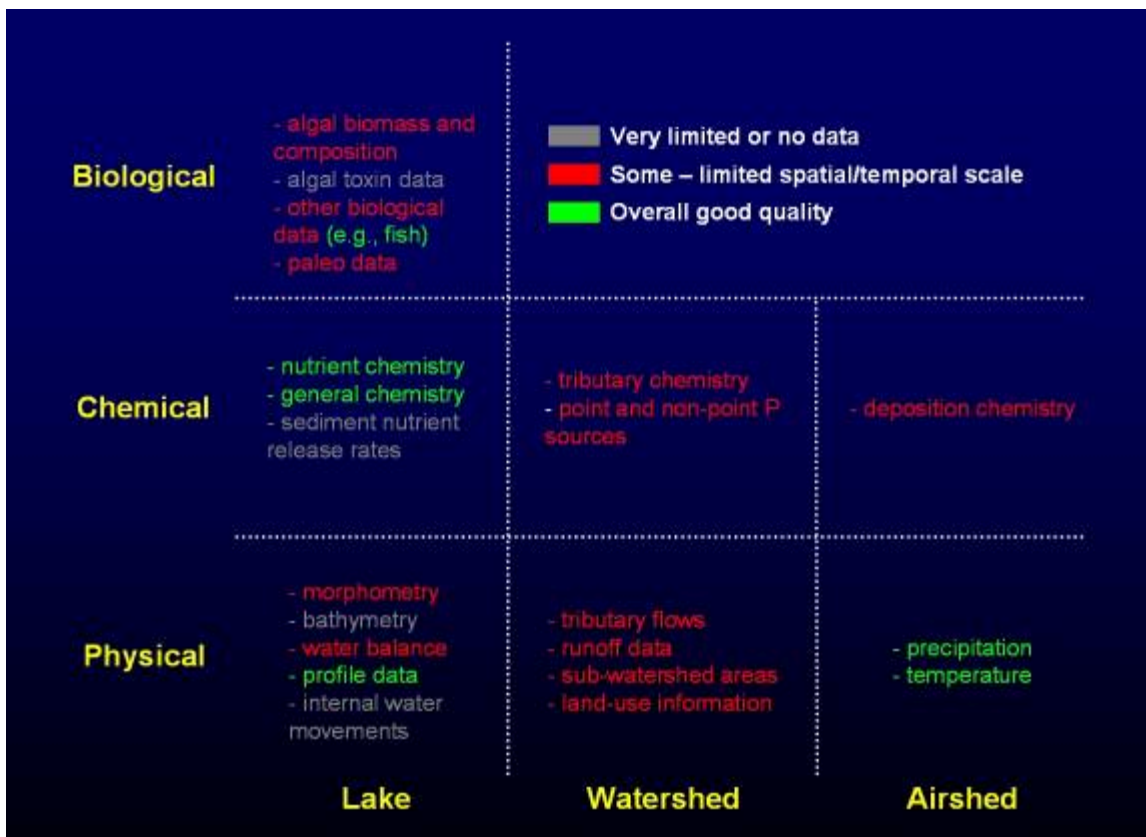 Biological
- algal biomass and
composition
- algal toxin data
- other biological
data (e.g., fish)
- paleo data
Very limited or no data
Some – limited spatial/temporal scale
Overall good quality
Chemical
- nutrient chemistry
- general chemistry
- sediment nutrient
release rates
- tributary chemistry
- point and non-point P
sources
- deposition chemistry
Physical
- morphometry
- bathymetry
- water balance
- profile data
- internal water
movements
- tributary flows
- runoff data
- sub-watershed areas
- land-use information
- precipitation
- temperature
Lake
Watershed
Airshed